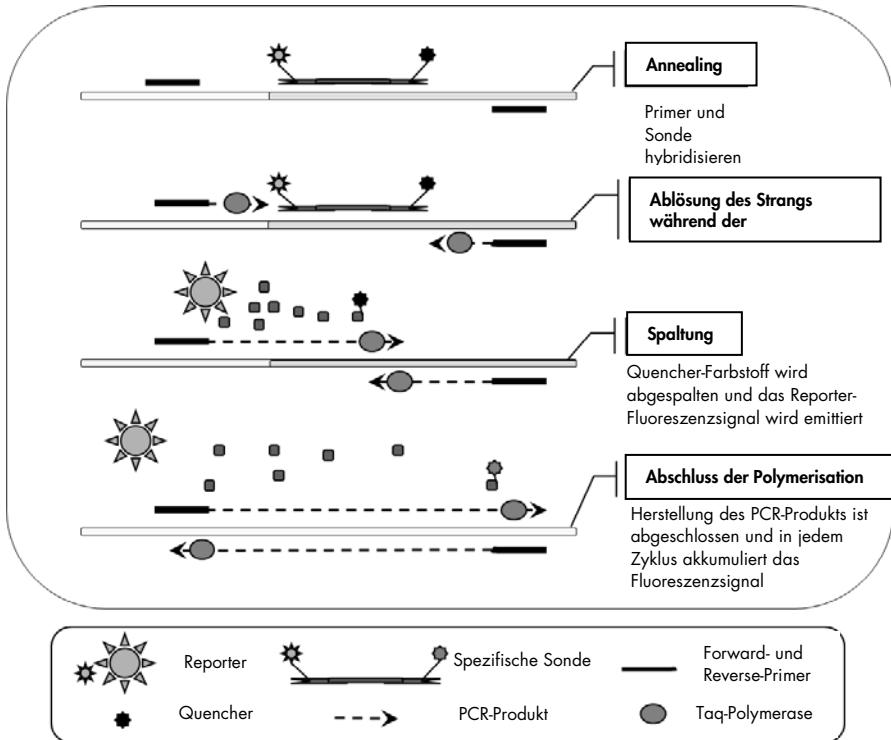 Annealing
Primer und
Sonde
hybridisieren
Ablösung des Strangs
während der
Spaltung
Quencher-Farbstoff wird
abgespalten und das Reporter-
Fluoreszenzsignal wird emittiert
Abschluss der Polymerisation
Herstellung des PCR-Produkts ist
abgeschlossen und in jedem
Zyklus akkumuliert das
Fluoreszenzsignal
Reporter
Spezifische Sonde
Forward- und
Reverse-Primer
Quencher
PCR-Produkt
Taq-Polymerase